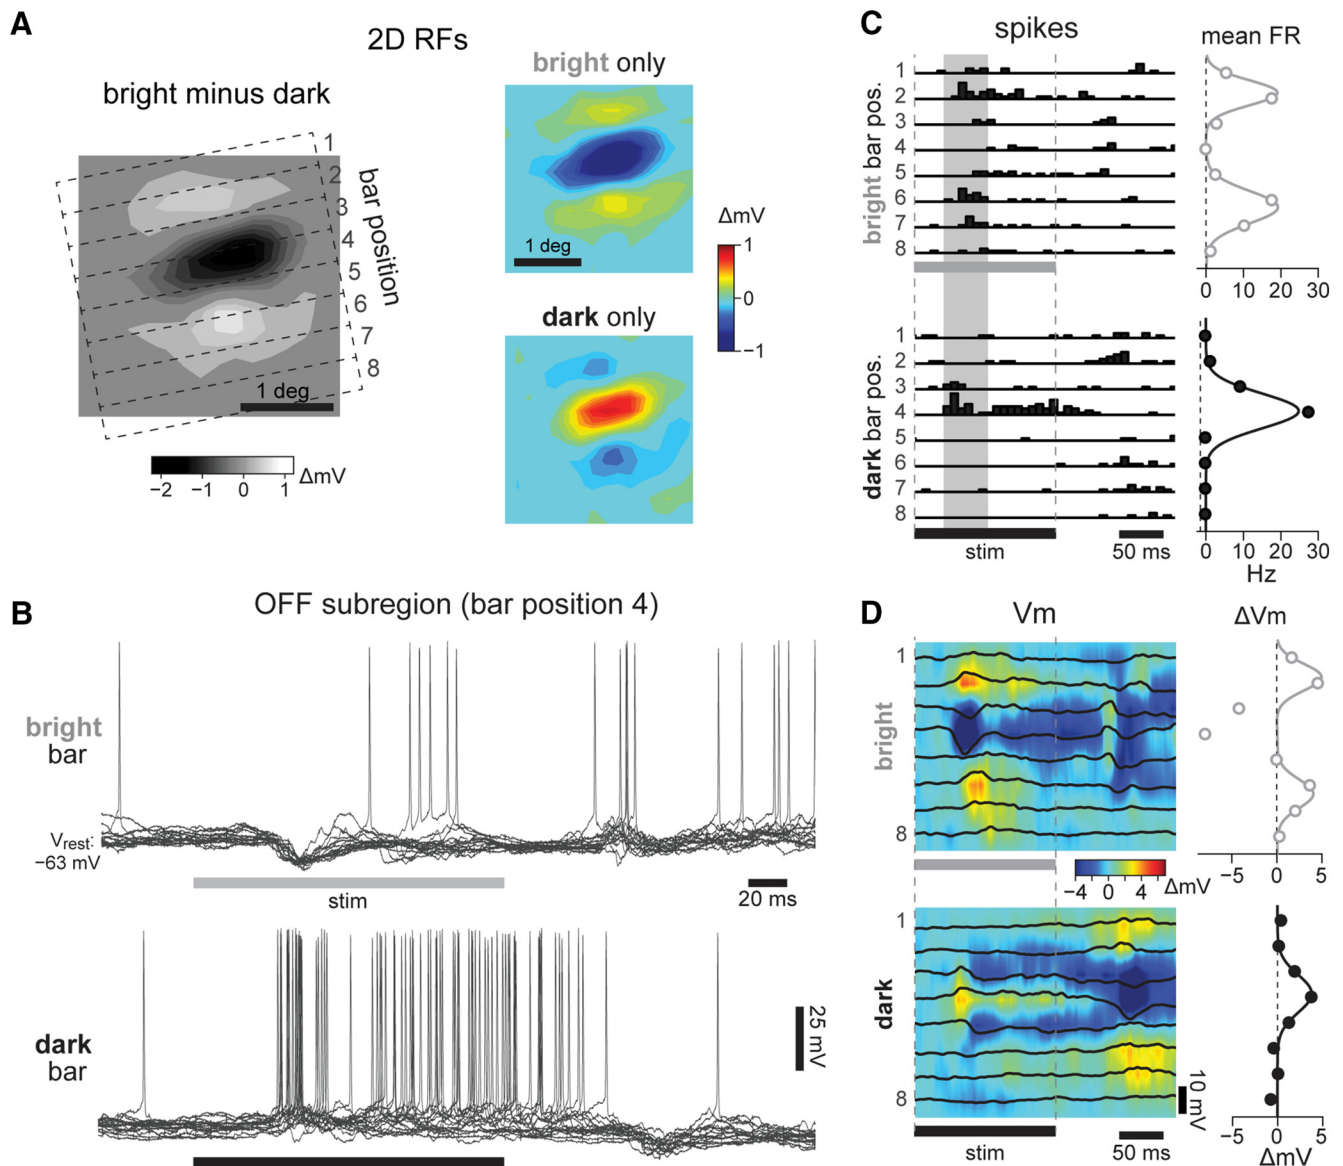 A
2D RFs
bright minus dark
1
2
3
4
5
6
7
8
bar position
1 deg
−2 −1 0 1 ΔmV
bright only
1 deg
ΔmV
1
0
−1
dark only
B
OFF subregion (bar position 4)
bright
bar
Vrest:
−63 mV
stim
20 ms
dark
bar
25 mV
C
spikes
mean FR
bright bar pos.
1
2
3
4
5
6
7
8
0 10 20 30
dark bar pos.
1
2
3
4
5
6
7
8
stim
50 ms
0 10 20 30
Hz
D
Vm
ΔVm
bright
1
8
−4 0 4 ΔmV
−5 0 5
dark
1
8
10 mV
stim
50 ms
−5 0 5
ΔmV